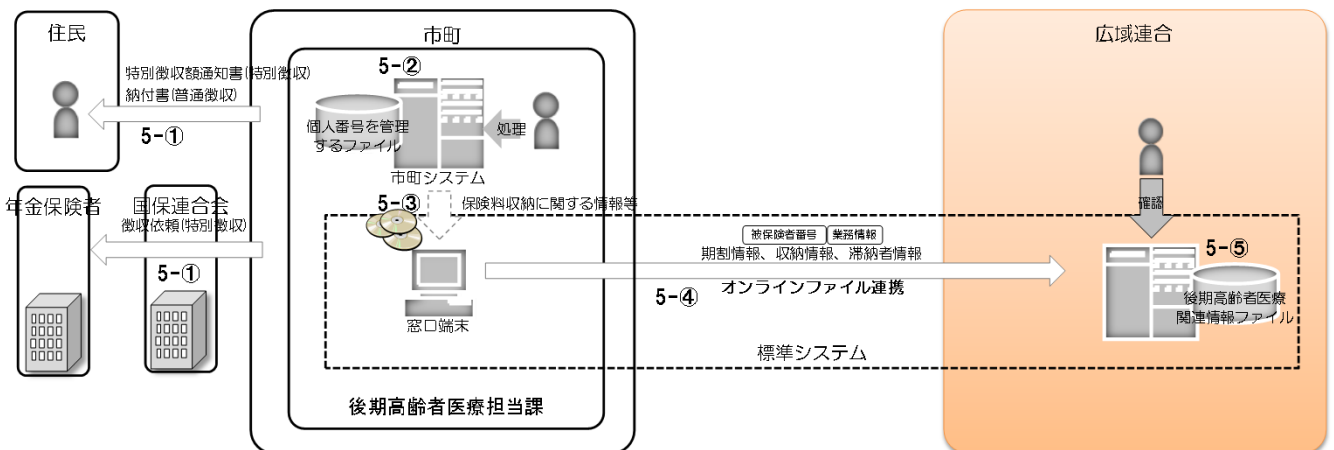 住民
特別徴収額通知書(特別徴収)
納付書(普通徴収)
5-①
年金保険者
国保連合会
徴収依頼(特別徴収)
5-①
市町
5-②
個人番号を管理
するファイル
処理
市町システム
5-③
保険料収納に関する情報等
窓口端末
後期高齢者医療担当課
被保険者番号 業務情報
期割情報、収納情報、滞納者情報
5-④
オンラインファイル連携
標準システム
広域連合
確認
5-⑤
後期高齢者医療
関連情報ファイル